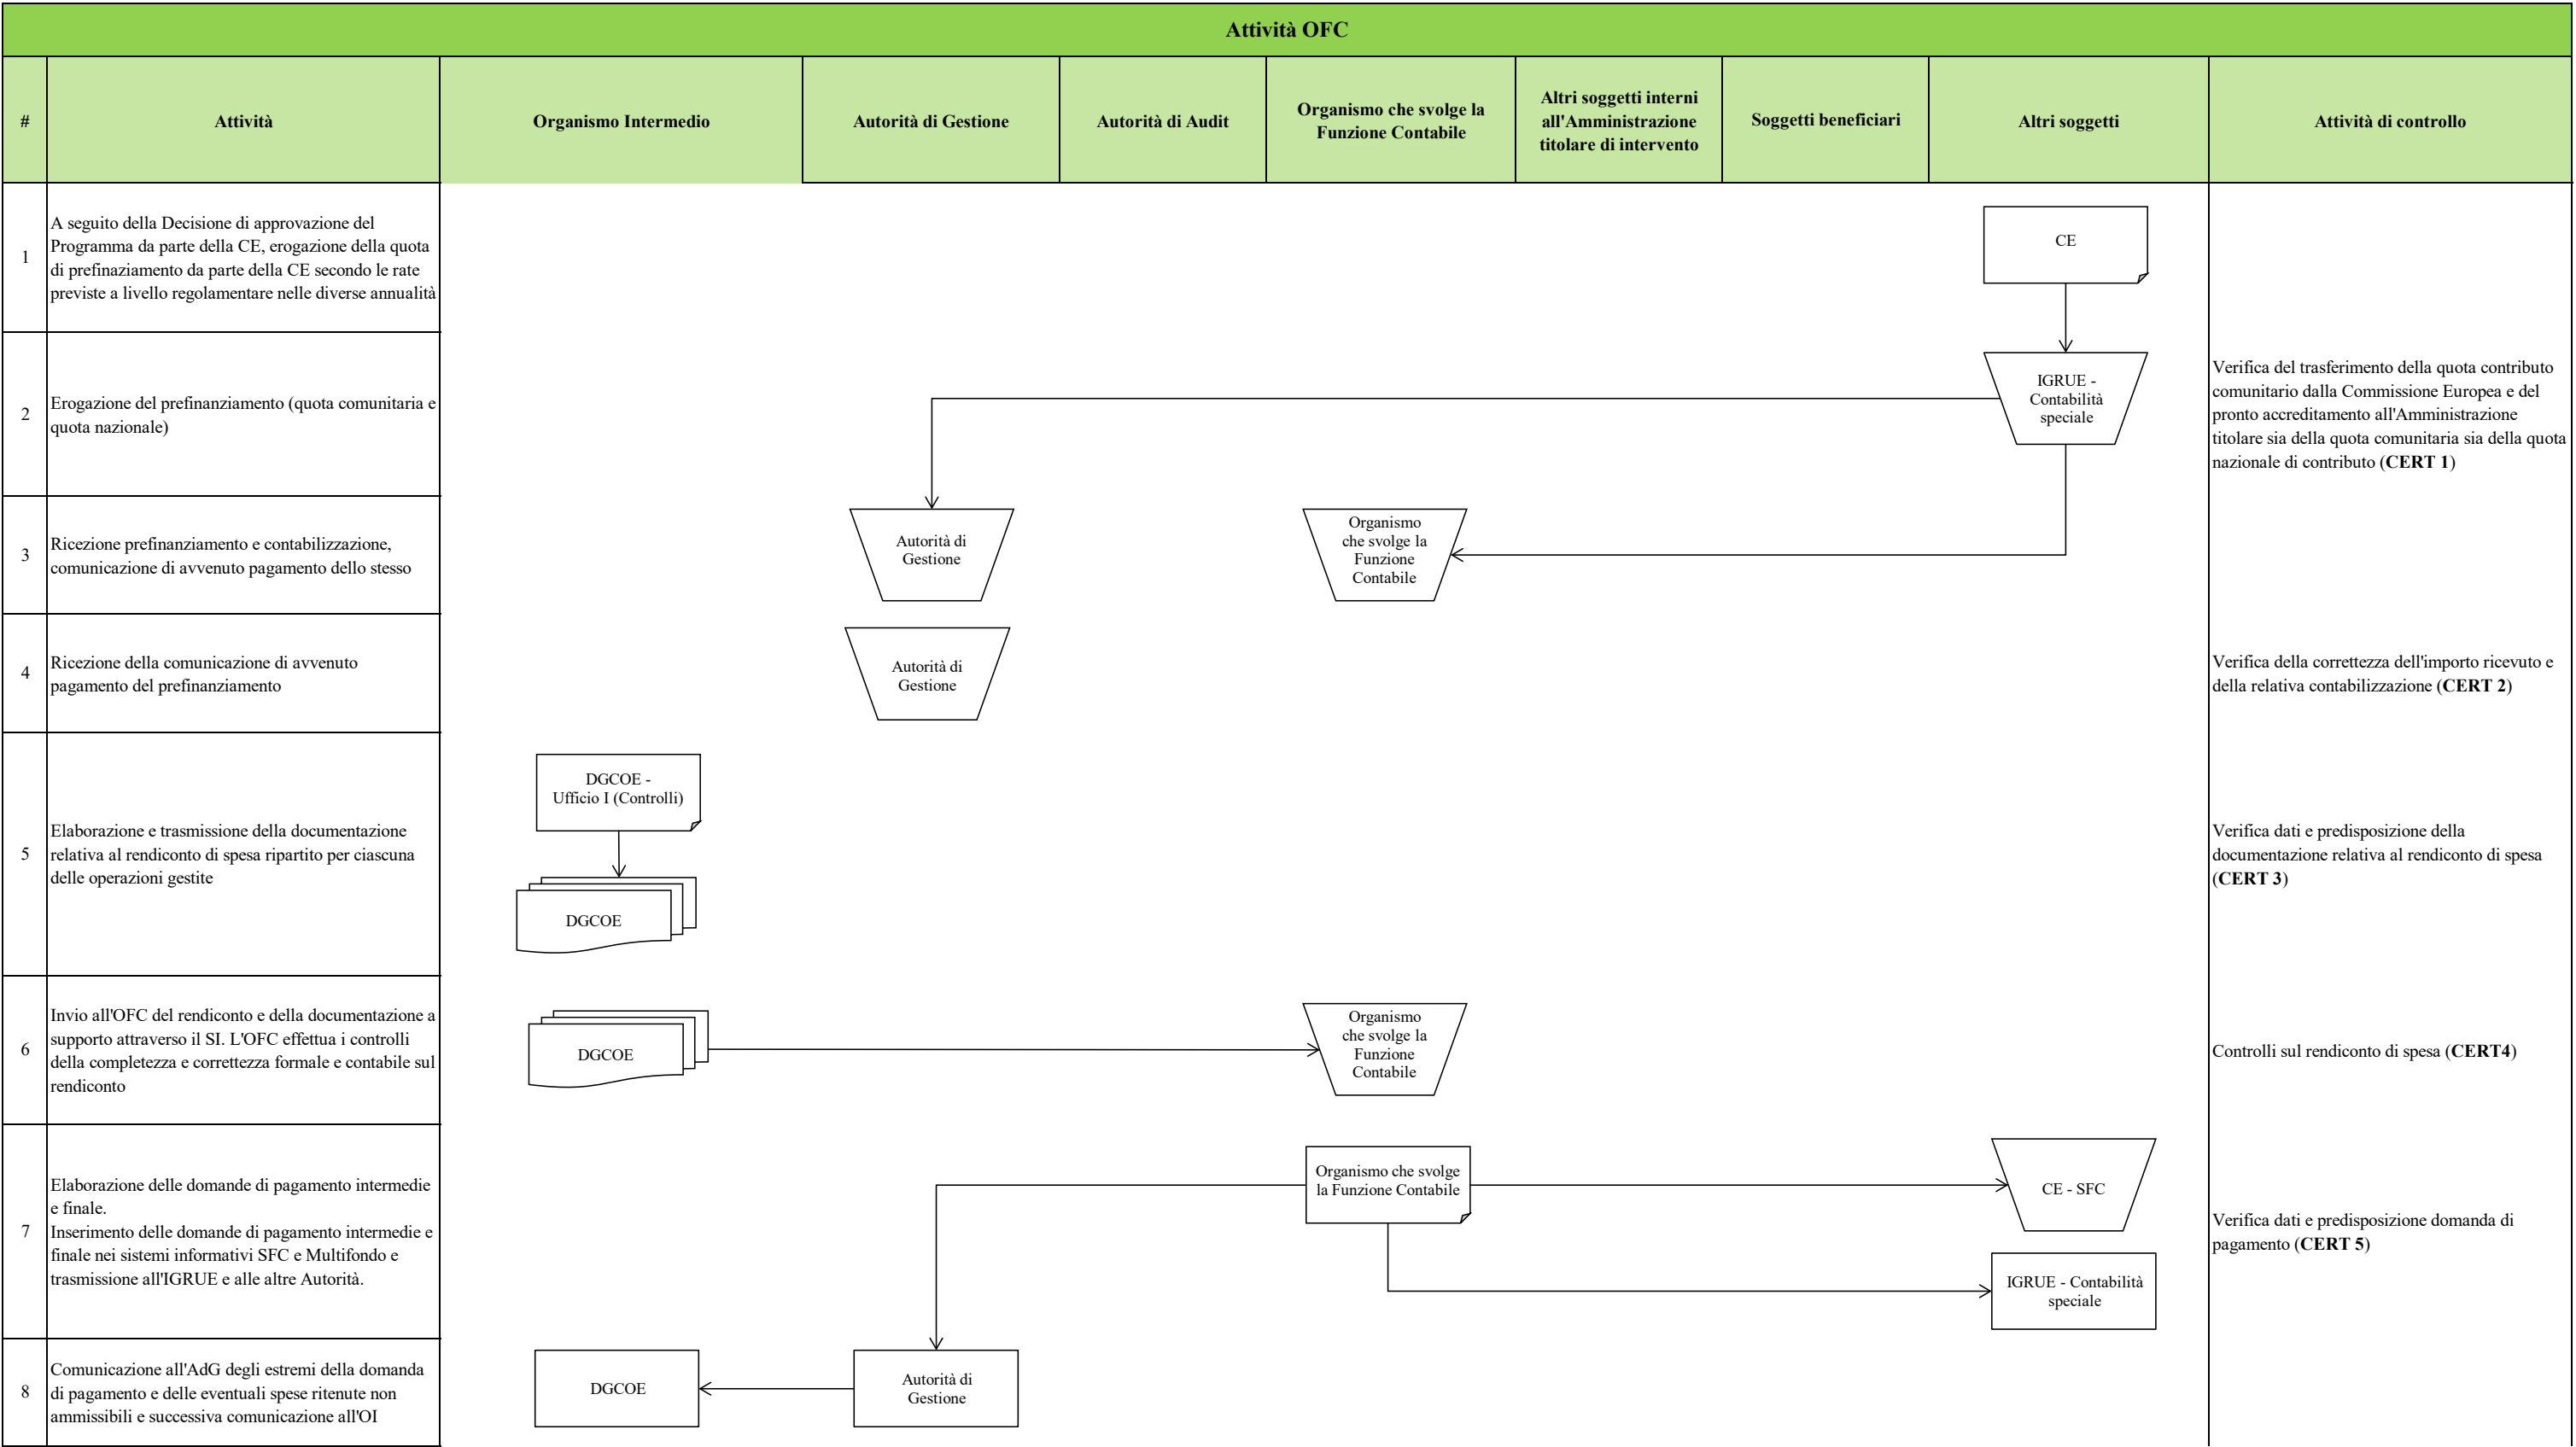 Attività OFC
#
Attività
Organismo Intermedio
Autorità di Gestione
Autorità di Audit
Organismo che svolge la
Funzione Contabile
Altri soggetti interni
all'Amministrazione
titolare di intervento
Soggetti beneficiari
Altri soggetti
Attività di controllo
1
A seguito della Decisione di approvazione del
Programma da parte della CE, erogazione della quota
di prefinaziamento da parte della CE secondo le rate
previste a livello regolamentare nelle diverse annualità
CE
2
Erogazione del prefinanziamento (quota comunitaria e
quota nazionale)
IGRUE -
Contabilità
speciale
Verifica del trasferimento della quota contributo
comunitario dalla Commissione Europea e del
pronto accreditamento all'Amministrazione
titolare sia della quota comunitaria sia della quota
nazionale di contributo (CERT 1)
3
Ricezione prefinanziamento e contabilizzazione,
comunicazione di avvenuto pagamento dello stesso
Autorità di
Gestione
Organismo
che svolge la
Funzione
Contabile
4
Ricezione della comunicazione di avvenuto
pagamento del prefinanziamento
Autorità di
Gestione
Verifica della correttezza dell'importo ricevuto e
della relativa contabilizzazione (CERT 2)
5
Elaborazione e trasmissione della documentazione
relativa al rendiconto di spesa ripartito per ciascuna
delle operazioni gestite
DGCOE -
Ufficio I (Controlli)
DGCOE
Verifica dati e predisposizione della
documentazione relativa al rendiconto di spesa
(CERT 3)
6
Invio all'OFC del rendiconto e della documentazione a
supporto attraverso il SI. L'OFC effettua i controlli
della completezza e correttezza formale e contabile sul
rendiconto
DGCOE
Organismo
che svolge la
Funzione
Contabile
Controlli sul rendiconto di spesa (CERT4)
7
Elaborazione delle domande di pagamento intermedie
e finale.
Inserimento delle domande di pagamento intermedie e
finale nei sistemi informativi SFC e Multifondo e
trasmissione all'IGRUE e alle altre Autorità.
Organismo che svolge
la Funzione Contabile
CE - SFC
IGRUE - Contabilità
speciale
Verifica dati e predisposizione domanda di
pagamento (CERT 5)
8
Comunicazione all'AdG degli estremi della domanda
di pagamento e delle eventuali spese ritenute non
ammissibili e successiva comunicazione all'OI
DGCOE
Autorità di
Gestione